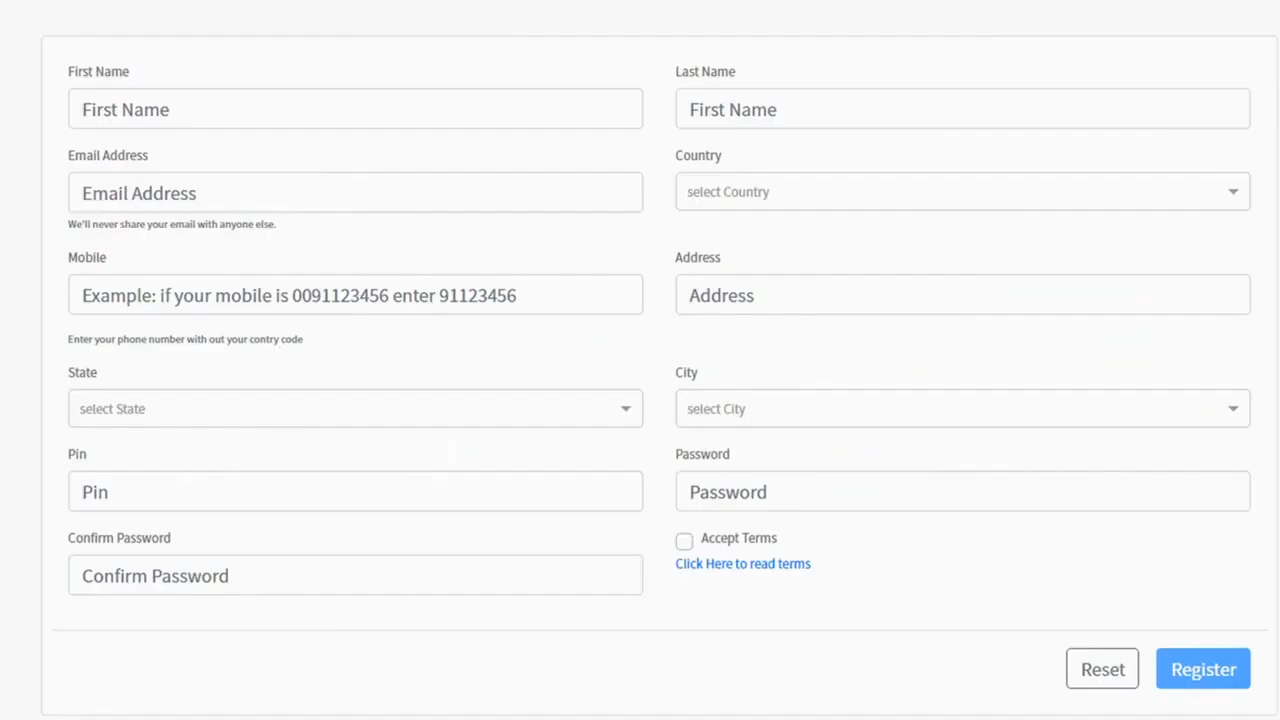 First Name
Last Name
First Name
First Name
Email Address
Country
Email Address
select Country
We'll never share your email with anyone else.
Mobile
Address
Example: if your mobile is 0091123456 enter 91123456
Address
Enter your phone number with out your contry code
State
City
select State
select City
Pin
Password
Pin
Password
Confirm Password
Accept Terms
Click Here to read terms
Confirm Password
Reset
Register